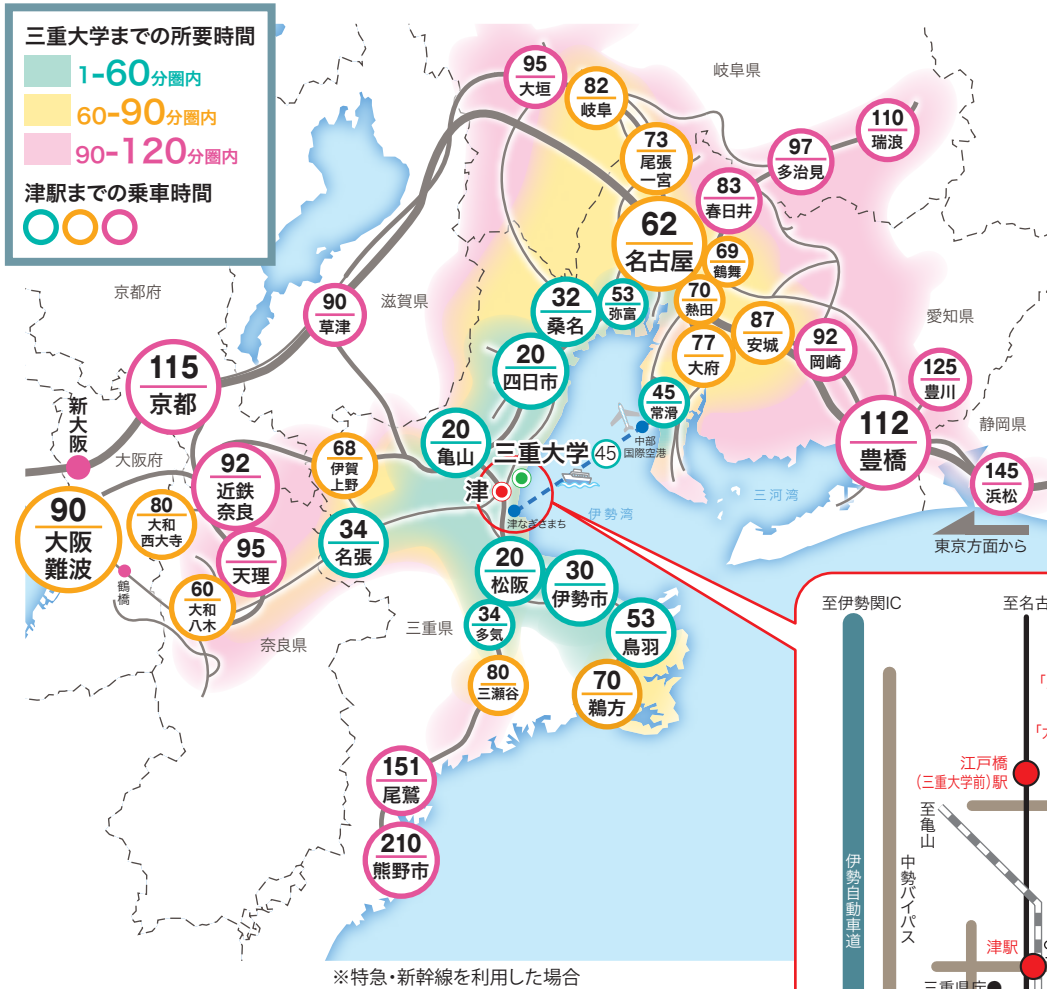 三重大学までの所要時間
1-60分圏内
60-90分圏内
90-120分圏内
津駅までの乗車時間
95
大垣
82
岐阜
岐阜県
73
尾張
一宮
110
瑞浪
97
多治見
83
春日井
62
名古屋
69
鶴舞
70
熱田
53
弥富
32
桑名
京都府
滋賀県
90
草津
愛知県
87
安城
92
岡崎
77
大府
20
四日市
115
京都
125
豊川
45
常滑
静岡県
112
豊橋
新大阪
大阪府
20
亀山
三重大学
45
中部
国際空港
68
伊賀
上野
92
近鉄
奈良
145
浜松
津
津なぎさまち
伊勢湾
三河湾
80
大和
西大寺
90
大阪
難波
34
名張
東京方面から
95
天理
鶴橋
20
松阪
30
伊勢市
60
大和
八木
奈良県
三重県
34
多気
53
鳥羽
80
三瀬谷
70
鵜方
151
尾鷲
210
熊野市
※特急・新幹線を利用した場合
至伊勢関IC
至名古
「
「大
江戸橋
(三重大学前)駅
至亀山
伊勢自動車道
中勢バイパス
津駅
三重県庁